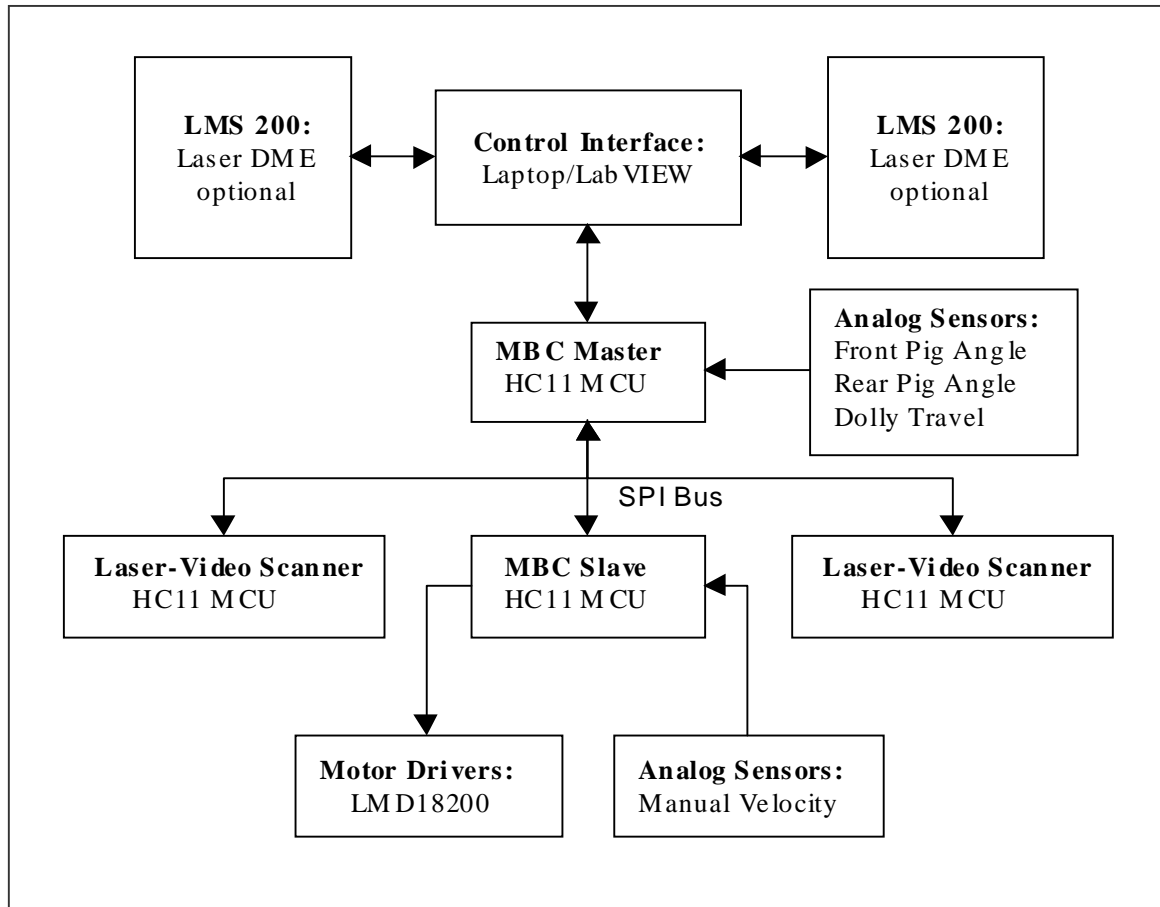 LMS 200:
Laser DME
optional
Control Interface:
Laptop/LabVIEW
LMS 200:
Laser DME
optional
MBC Master
HC11 MCU
Analog Sensors:
Front Pig Angle
Rear Pig Angle
Dolly Travel
SPI Bus
Laser-Video Scanner
HC11 MCU
MBC Slave
HC11 MCU
Laser-Video Scanner
HC11 MCU
Motor Drivers:
LMD18200
Analog Sensors:
Manual Velocity